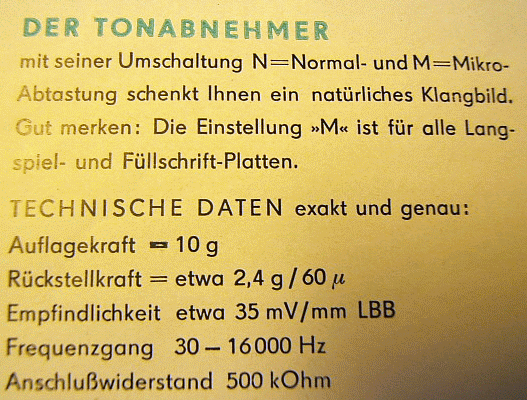 DER TONABNEHMER
mit seiner Umschaltung N=Normal- und M=Mikro-
Abtastung schenkt Ihnen ein natürliches Klangbild.
Gut merken: Die Einstellung »M« ist für alle Lang-
spiel- und Füllschrift-Platten.
TECHNISCHE DATEN exakt und genau:
Auflagekraft = 10 g
Rückstellkraft = etwa 2,4 g / 60 µ
Empfindlichkeit etwa 35 mV/mm LBB
Frequenzgang 30 – 16000 Hz
Anschlußwiderstand 500 kOhm